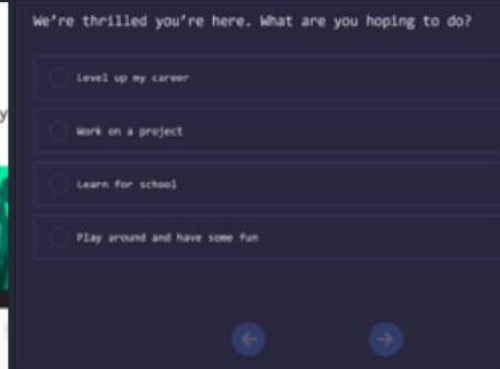 We're thrilled you're here. What are you hoping to do?
Level up my career
Work on a project
Learn for school
Play around and have some fun